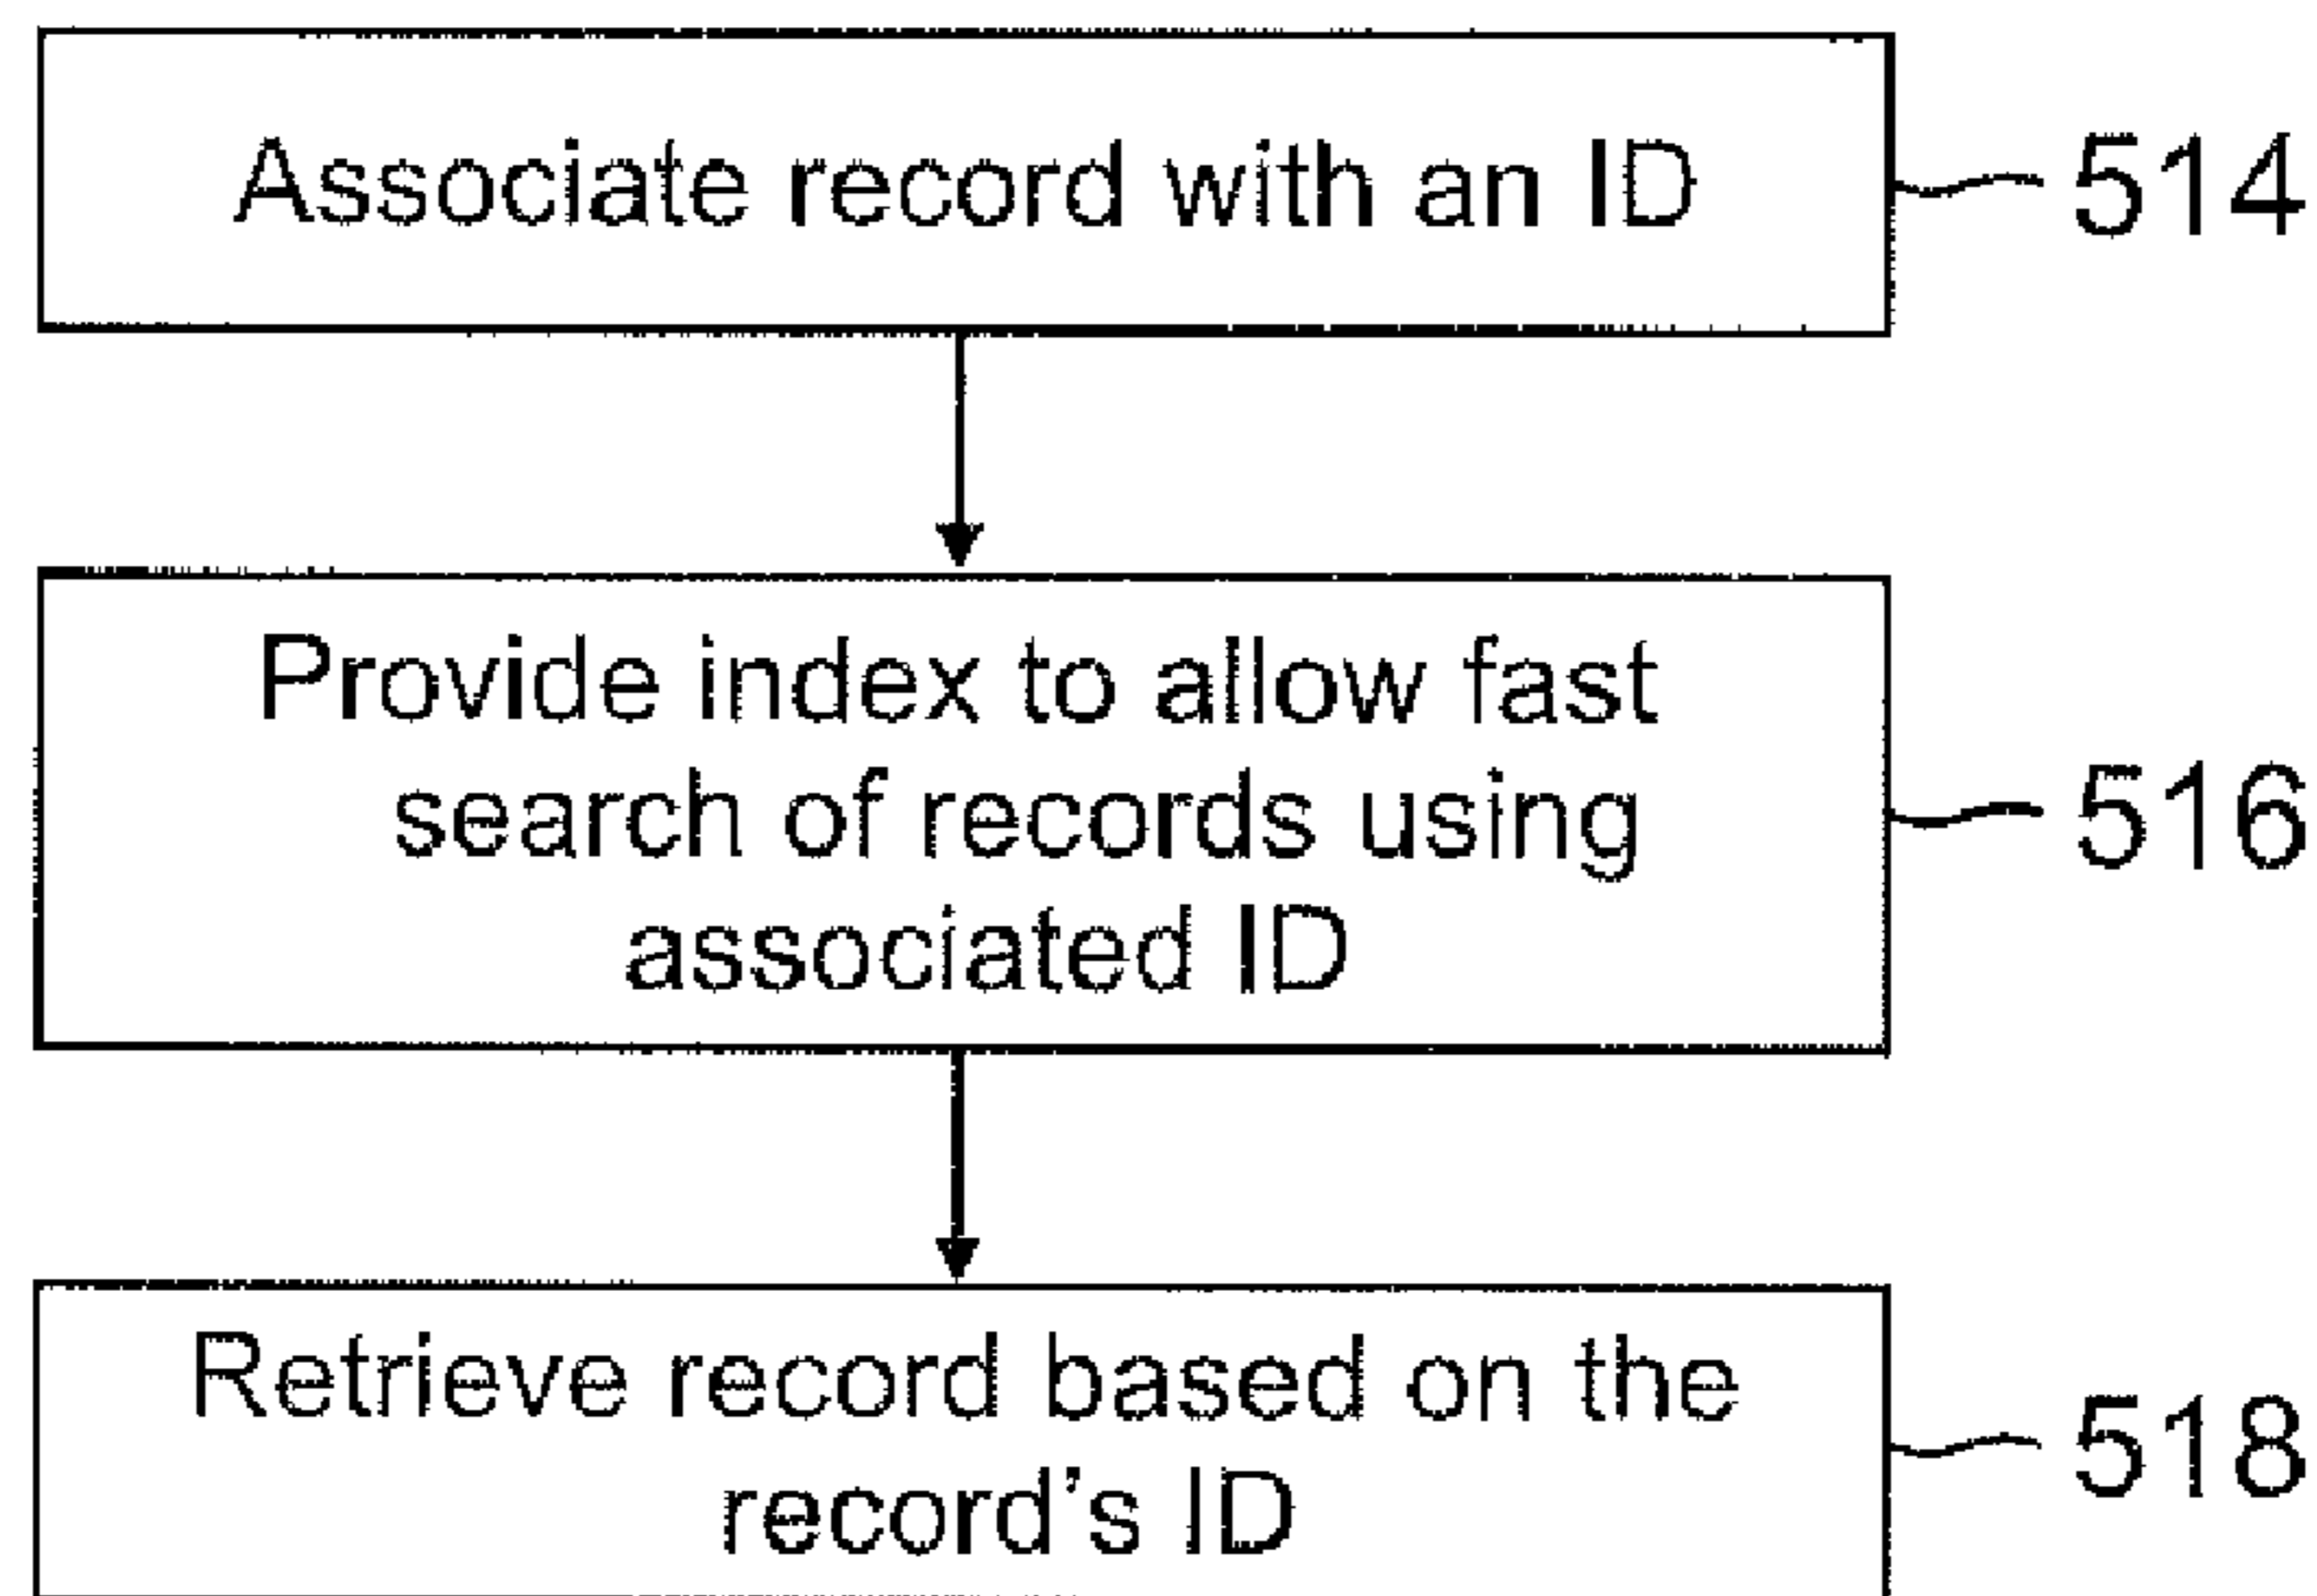 Associate record with an ID
514
Provide index to allow fast
search of records using
associated ID
516
Retrieve record based on the
record's ID
518